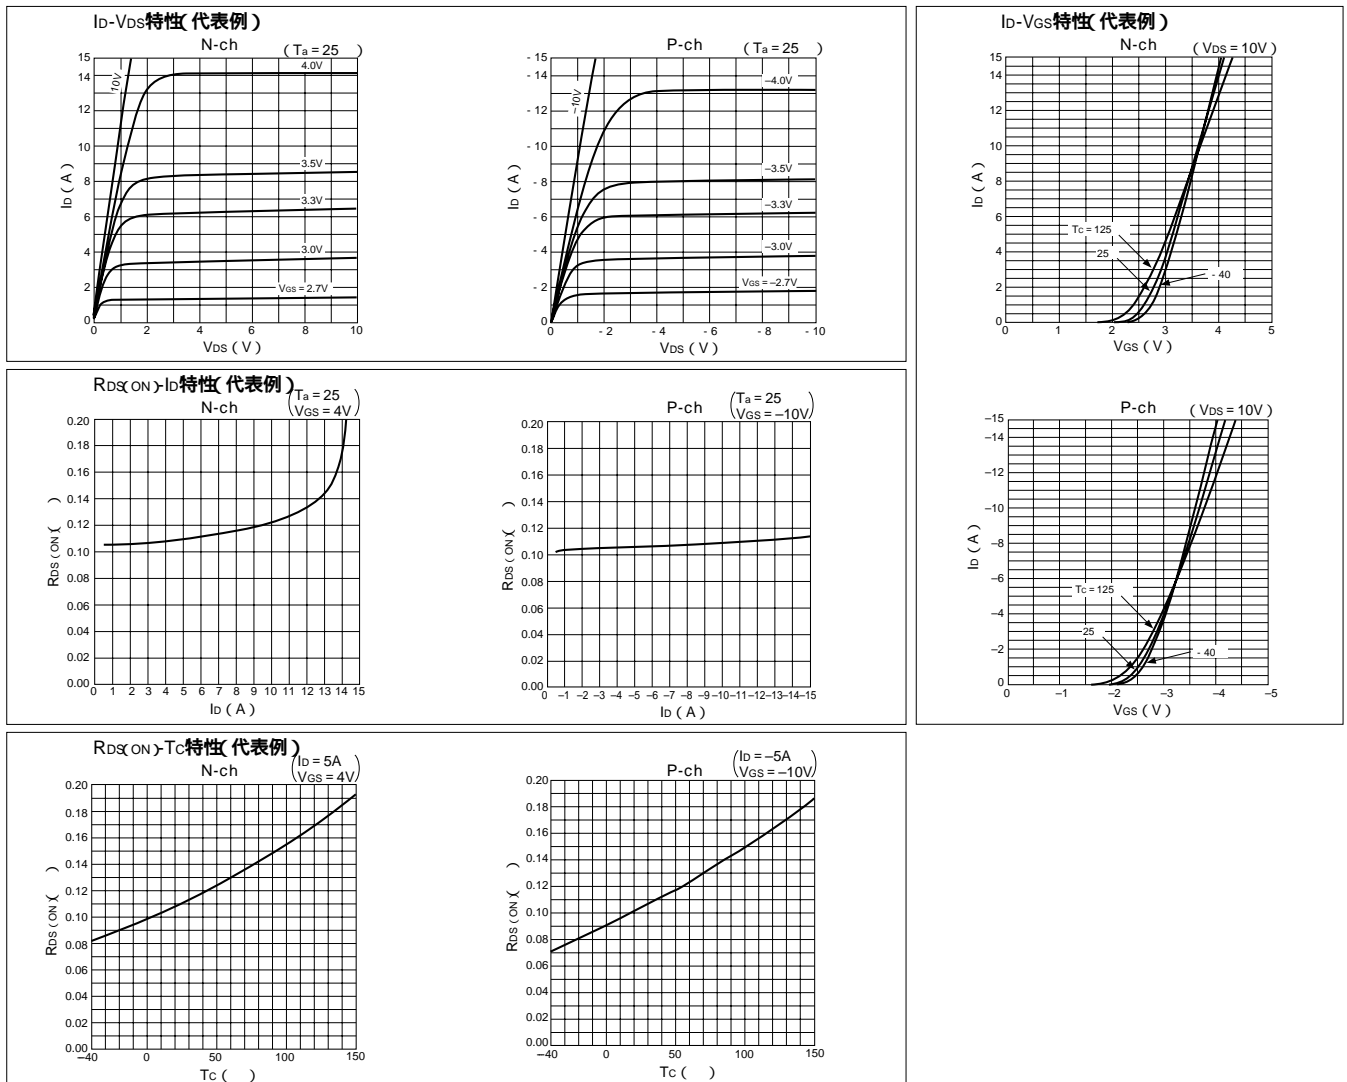 ID-VDS特性(代表例)
N-ch
(Ta = 25 )
15
14
12
10
8
6
4
2
0
0
2
4
6
8
10
ID ( A )
VDS ( V )
10V
4.0V
3.5V
3.3V
3.0V
VGS = 2.7V
P-ch
(Ta = 25 )
- 15
- 14
- 12
- 10
- 8
- 6
- 4
- 2
0
0
- 2
- 4
- 6
- 8
- 10
ID ( A )
VDS ( V )
–10V
–4.0V
–3.5V
–3.3V
–3.0V
VGS = –2.7V
ID-VGS特性(代表例)
N-ch
( VDS = 10V )
15
14
12
10
8
6
4
2
0
0
1
2
3
4
5
ID ( A )
VGS ( V )
Tc = 125
25
- 40
P-ch
( VDS = 10V )
–15
–14
–12
–10
–8
–6
–4
–2
0
0
–1
–2
–3
–4
–5
ID ( A )
VGS ( V )
Tc = 125
25
- 40
RDS(ON)-ID特性(代表例)
N-ch
(Ta = 25
VGS = 4V)
0.20
0.18
0.16
0.14
0.12
0.10
0.08
0.06
0.04
0.02
0.00
0 1 2 3 4 5 6 7 8 9 10 11 12 13 14 15
RDS (ON)( )
ID ( A )
P-ch
(Ta = 25
VGS = –10V)
0.20
0.18
0.16
0.14
0.12
0.10
0.08
0.06
0.04
0.02
0.00
0 –1 –2 –3 –4 –5 –6 –7 –8 –9 –10 –11 –12 –13 –14 –15
RDS (ON)( )
ID ( A )
RDS(ON)-TC特性(代表例)
N-ch
(ID = 5A
VGS = 4V)
0.20
0.18
0.16
0.14
0.12
0.10
0.08
0.06
0.04
0.02
0.00
–40
0
50
100
150
RDS (ON)( )
Tc ( )
P-ch
(ID = –5A
VGS = –10V)
0.20
0.18
0.16
0.14
0.12
0.10
0.08
0.06
0.04
0.02
0.00
–40
0
50
100
150
RDS (ON)( )
Tc ( )